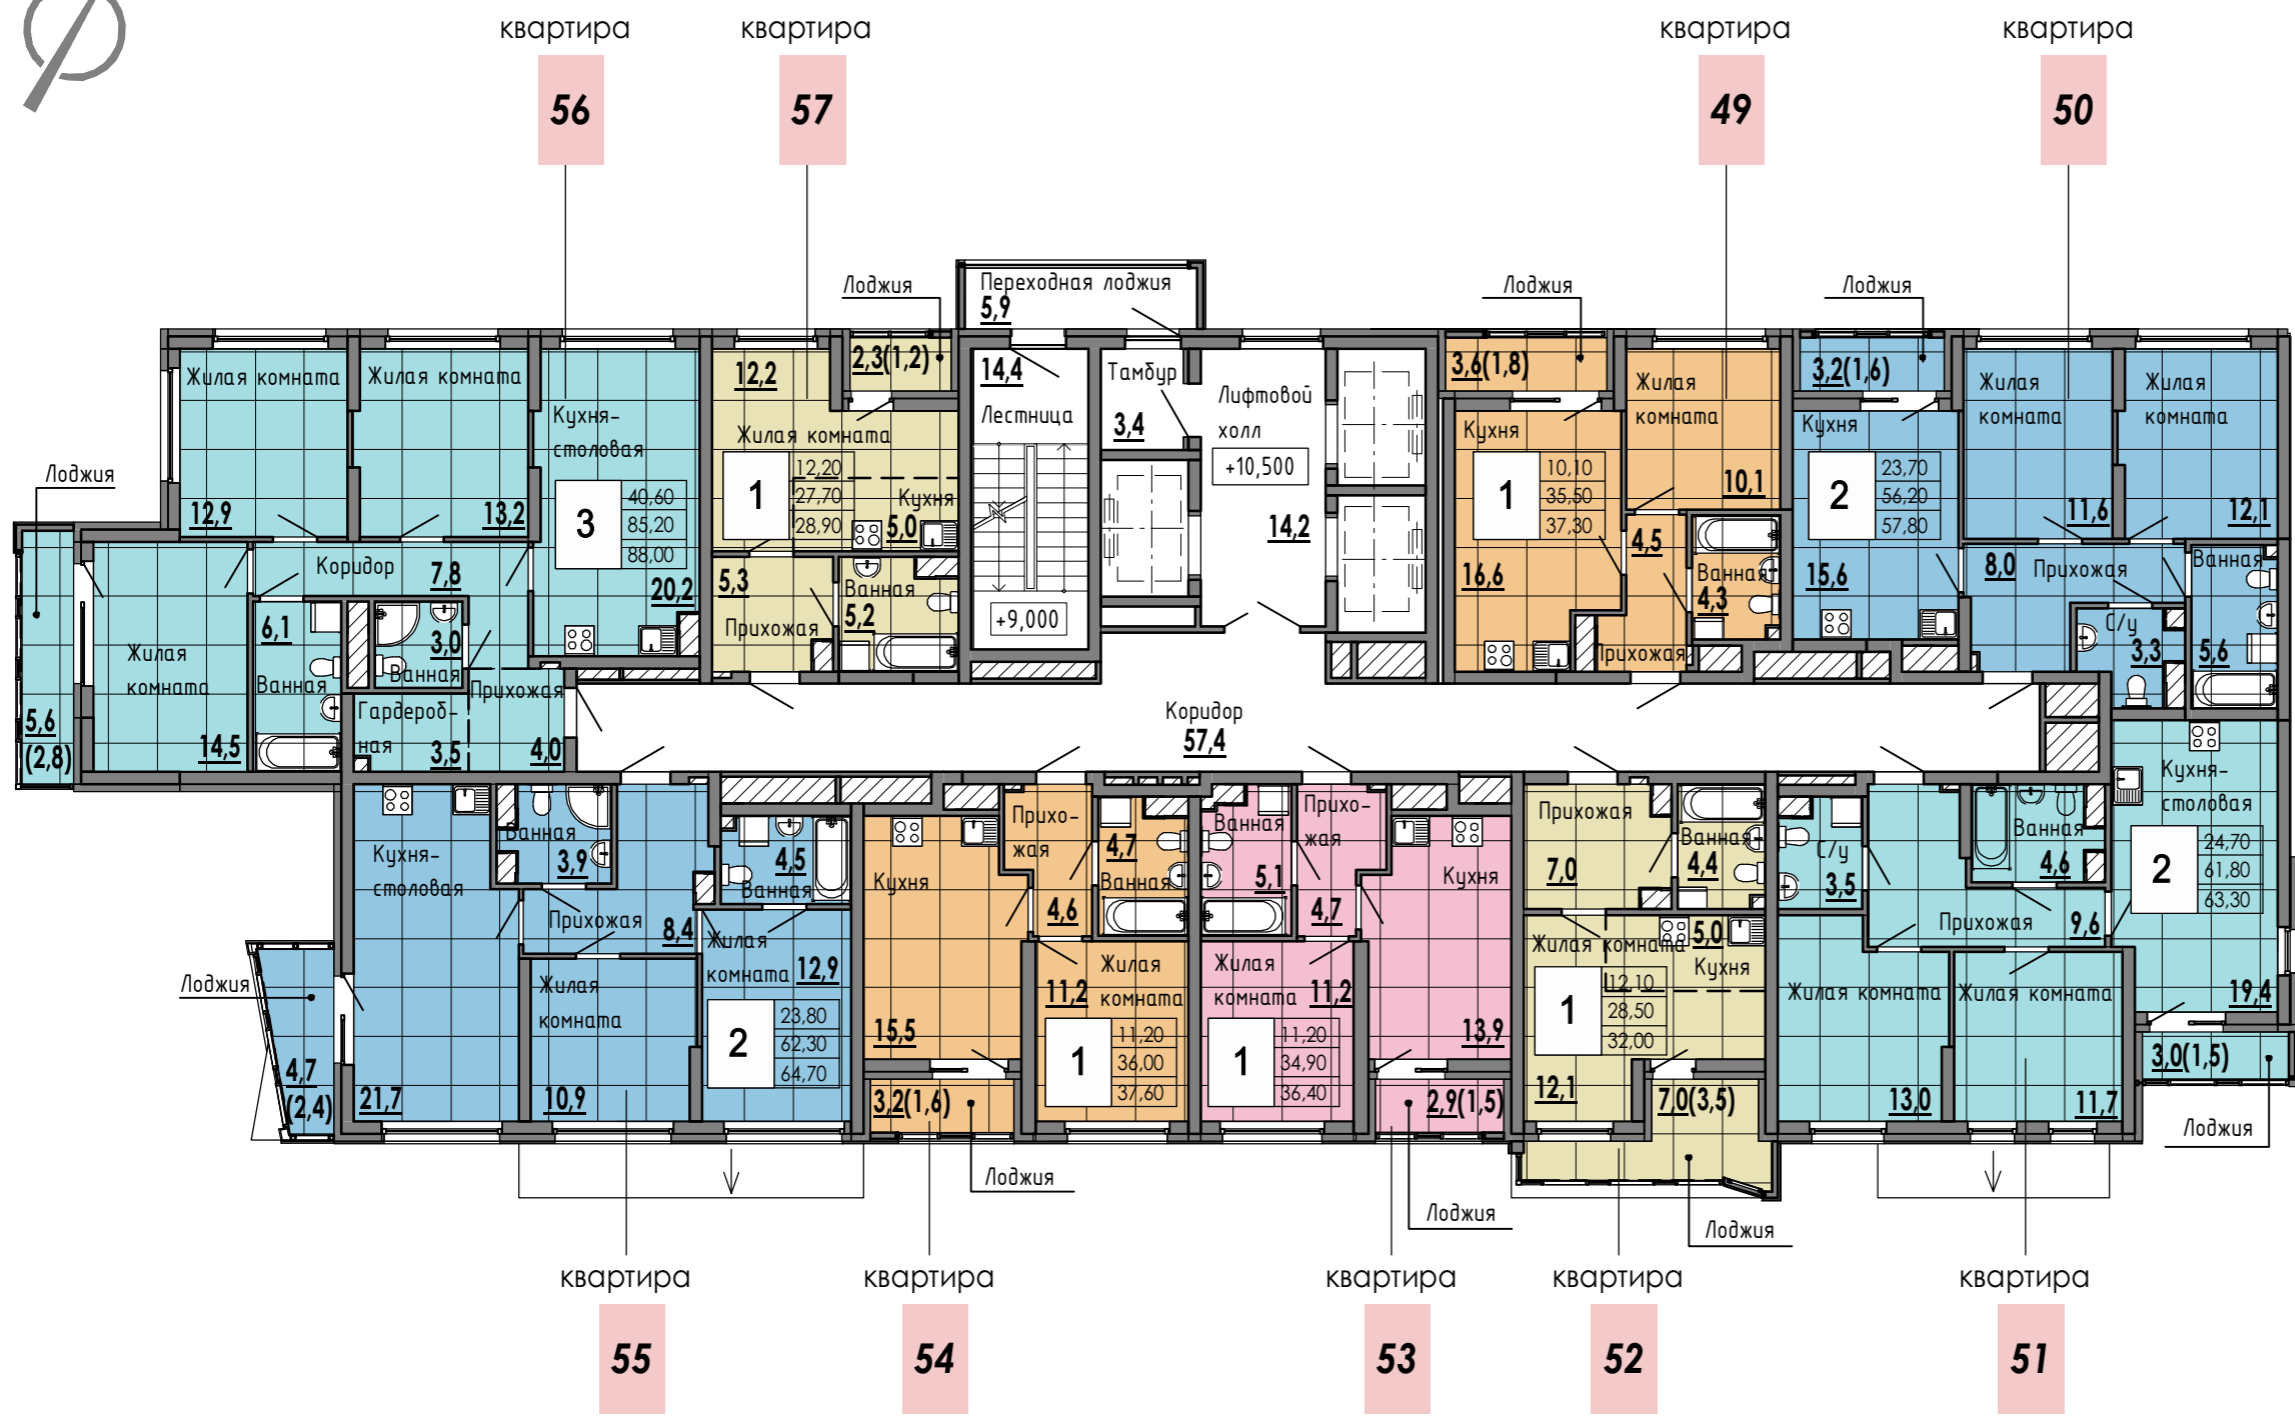 квартира
56
квартира
57
квартира
49
квартира
50
Лоджия
Переходная лоджия
5,9
Лоджия
Лоджия
Жилая комната
12,9
Жилая комната
13,2
Кухня-
столовая
3
40,60
85,20
88,00
20,2
12,2
2,3(1,2)
Жилая комната
1
12,20
27,70
28,90
Кухня
5,0
14,4
Лестница
+9,000
Тамбур
3,4
Лифтовой
холл
+10,500
14,2
3,6(1,8)
Кухня
1
10,10
35,50
37,30
16,6
Жилая
комната
10,1
4,5
Ванная
4,3
Прихожая
3,2(1,6)
Кухня
2
23,70
56,20
57,80
15,6
Жилая
комната
11,6
Жилая
комната
12,1
8,0
Прихожая
Ванная
5,6
С/у
3,3
Лоджия
5,6
(2,8)
Жилая
комната
14,5
Коридор
7,8
6,1
Ванная
3,0
Ванная
Прихожая
4,0
Гардероб-
ная
3,5
5,3
Прихожая
Ванная
5,2
Коридор
57,4
Кухня-
столовая
21,7
Ванная
3,9
Прихожая
8,4
4,5
Ванная
Жилая
комната
12,9
2
23,80
62,30
64,70
Жилая
комната
10,9
Лоджия
4,7
(2,4)
Кухня
15,5
Прихо-
жая
4,6
4,7
Ванная
Жилая
11,2
комната
1
11,20
36,00
37,60
3,2(1,6)
Лоджия
Ванная
5,1
Прихо-
жая
4,7
Кухня
13,9
Жилая
комната
11,2
1
11,20
34,90
36,40
2,9(1,5)
Лоджия
Прихожая
7,0
Ванная
4,4
Жилая комната
5,0
Кухня
1
12,10
28,50
32,00
12,1
7,0(3,5)
Лоджия
С/у
3,5
Ванная
4,6
Прихожая
9,6
Жилая комната
13,0
Жилая комната
11,7
Кухня-
столовая
2
24,70
61,80
63,30
19,4
3,0(1,5)
Лоджия
квартира
55
квартира
54
квартира
53
квартира
52
квартира
51